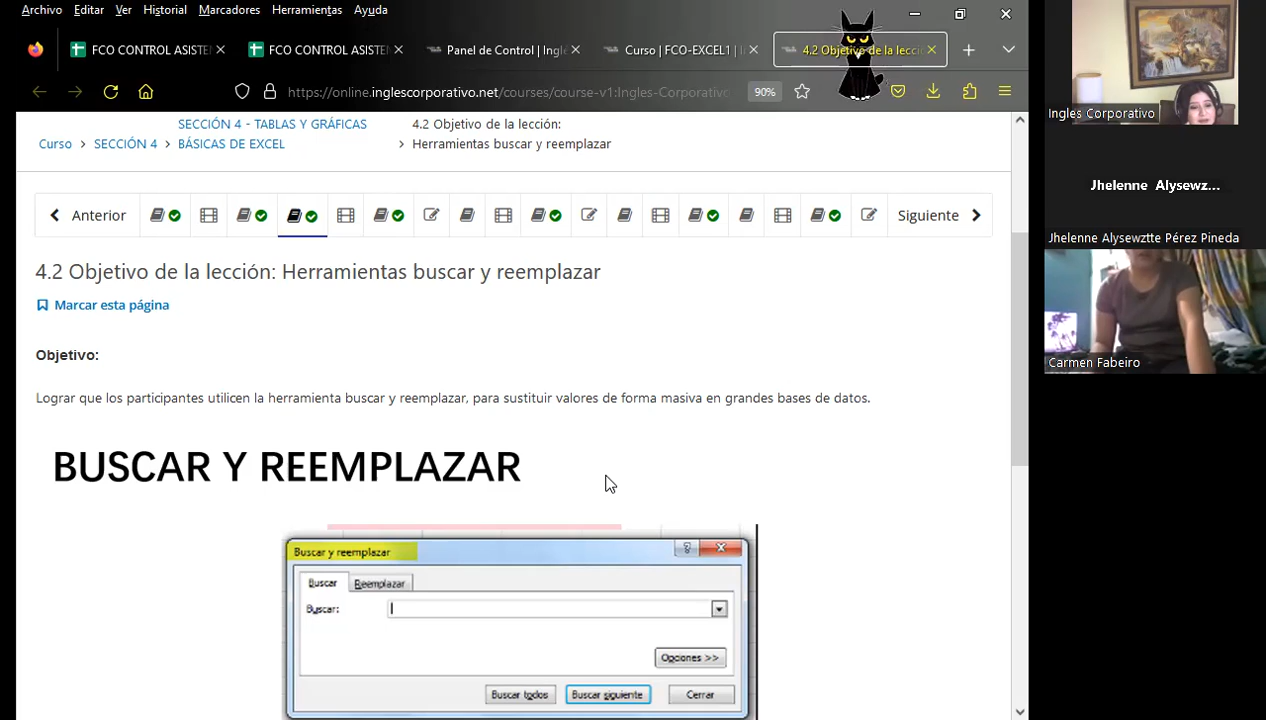 Archivo Editar Ver Historial Marcadores Herramientas Ayuda
FCO CONTROL ASISTEN
FCO CONTROL ASISTEN
Panel de Control | Inglé
Curso | FCO-EXCEL1 | I
4.2 Objetivo de la lecció
https://online.inglescorporativo.net/courses/course-v1:Ingles-Corporativo
90%
Curso
SECCIÓN 4
SECCIÓN 4 - TABLAS Y GRÁFICAS
BÁSICAS DE EXCEL
4.2 Objetivo de la lección:
Herramientas buscar y reemplazar
Anterior
Siguiente
4.2 Objetivo de la lección: Herramientas buscar y reemplazar
Marcar esta página
Objetivo:
Lograr que los participantes utilicen la herramienta buscar y reemplazar, para sustituir valores de forma masiva en grandes bases de datos.
BUSCAR Y REEMPLAZAR
Buscar y reemplazar
Buscar Reemplazar
Buscar:
Opciones >>
Buscar todos Buscar siguiente Cerrar
Ingles Corporativo
Jhelenne Alysewz...
Jhelenne Alysewztte Pérez Pineda
Carmen Fabeiro